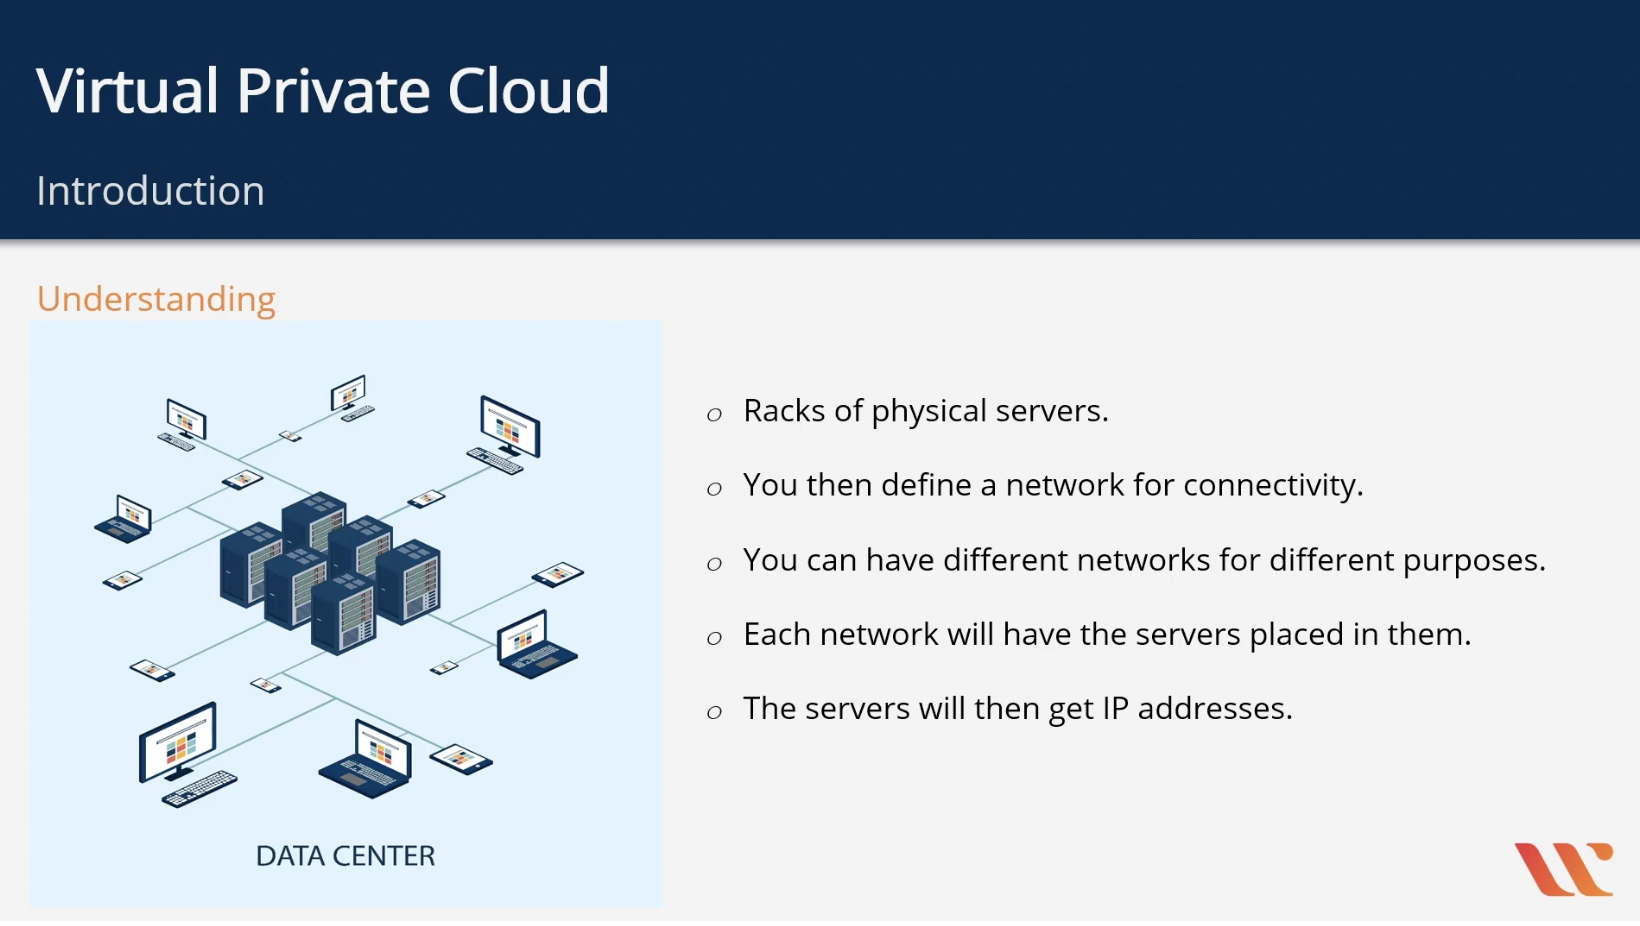 Virtual Private Cloud
Introduction
Understanding
DATA CENTER
o Racks of physical servers.
o You then define a network for connectivity.
o You can have different networks for different purposes.
o Each network will have the servers placed in them.
o The servers will then get IP addresses.